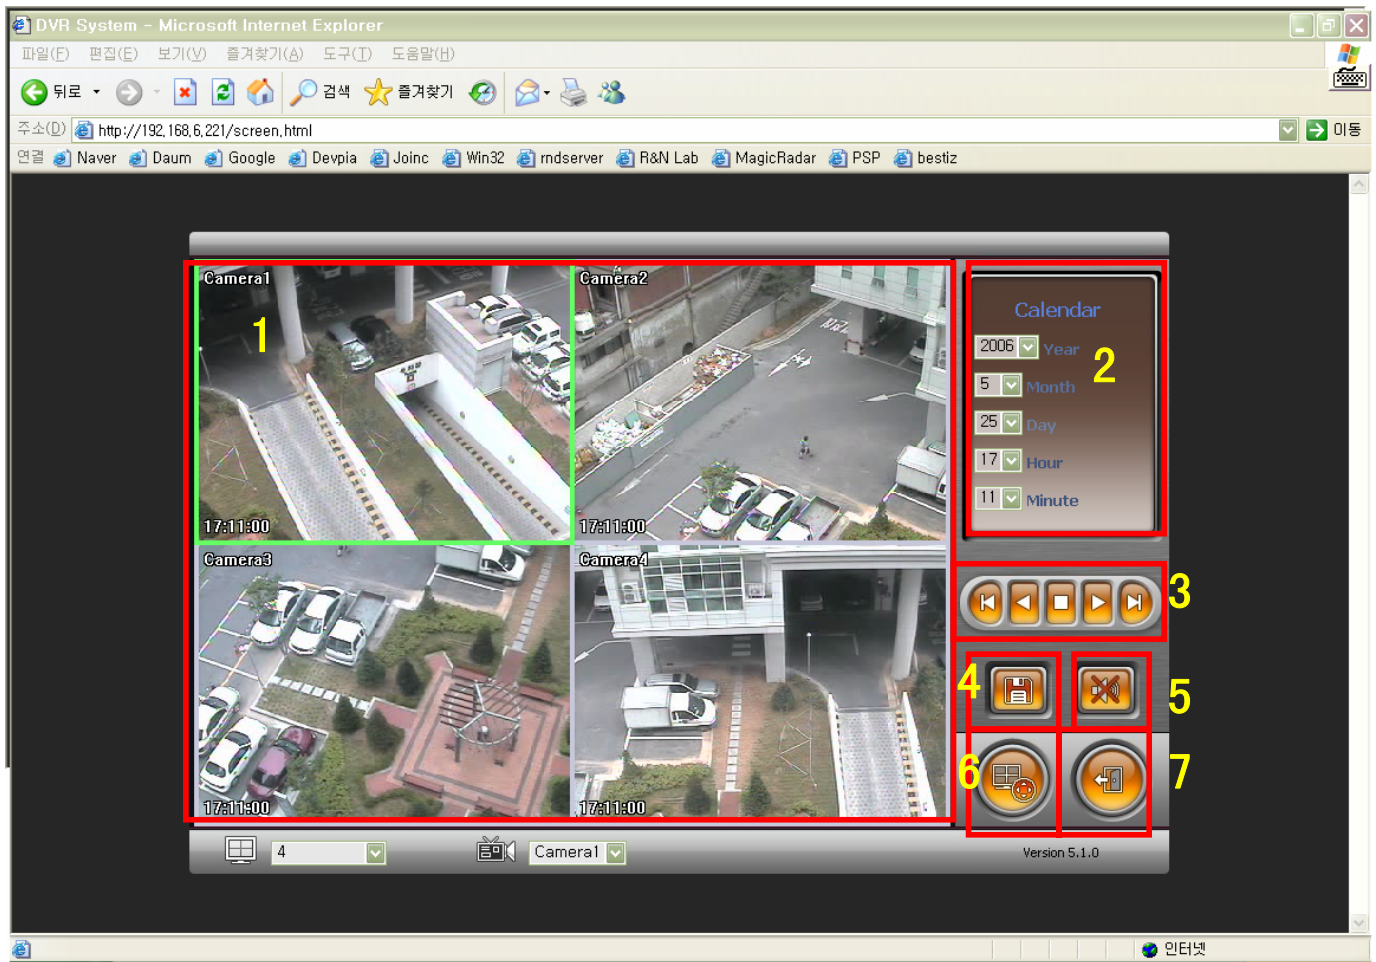 DVR System - Microsoft Internet Explorer
파일(F) 편집(E) 보기(V) 즐겨찾기(A) 도구(T) 도움말(H)
뒤로 검색 즐겨찾기
주소(D) http://192.168.6.221/screen.html 이동
연결 Naver Daum Google Devpia Joinc Win32 rndserver R&N Lab MagicRadar PSP bestiz
Camera1
1
17:11:00
Camera2
17:11:00
Camera3
17:11:00
Camera4
17:11:00
Calendar
2006 Year
2
5 Month
25 Day
17 Hour
11 Minute
3
4
5
6
7
4
Camera1
Version 5.1.0
인터넷